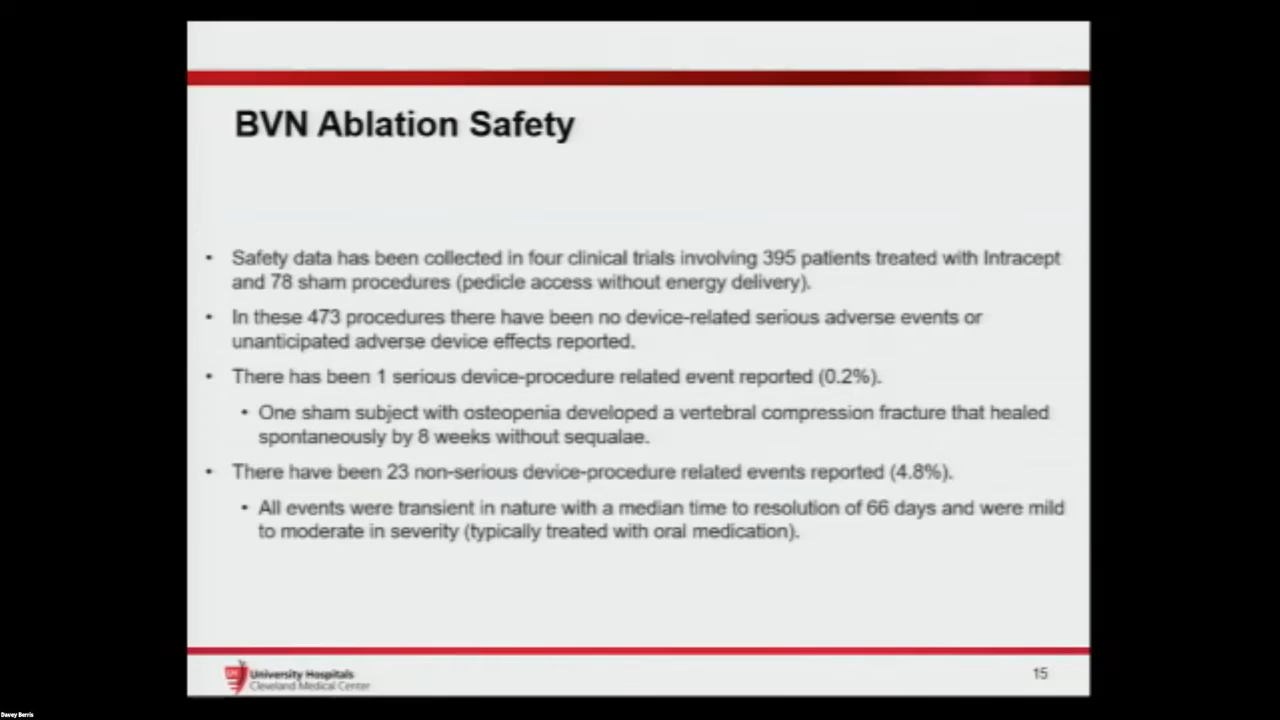 BVN Ablation Safety
• Safety data has been collected in four clinical trials involving 395 patients treated with Intracept
and 78 sham procedures (pedicle access without energy delivery).
• In these 473 procedures there have been no device-related serious adverse events or
unanticipated adverse device effects reported.
• There has been 1 serious device-procedure related event reported (0.2%).
• One sham subject with osteopenia developed a vertebral compression fracture that healed
spontaneously by 8 weeks without sequalae.
• There have been 23 non-serious device-procedure related events reported (4.8%).
• All events were transient in nature with a median time to resolution of 66 days and were mild
to moderate in severity (typically treated with oral medication).
University Hospitals
Cleveland Medical Center
15
Davey Berris